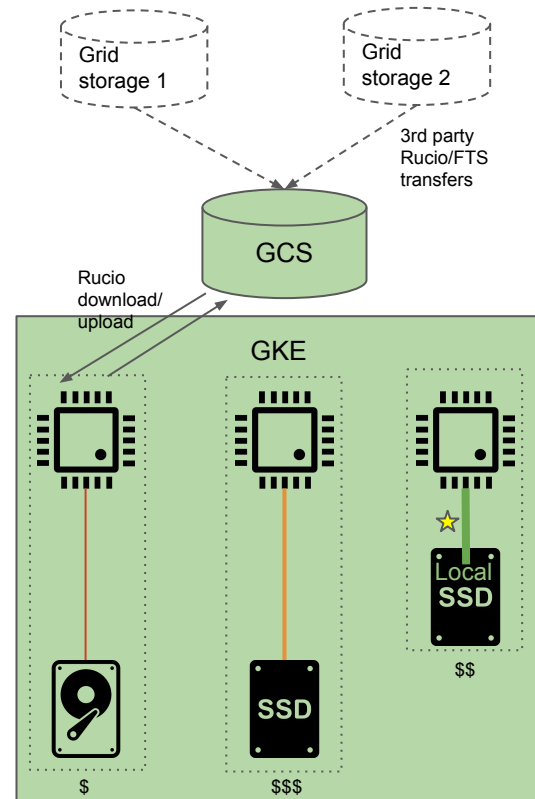 Grid
storage 1
Grid
storage 2
3rd party
Rucio/FTS
transfers
GCS
Rucio
download/
upload
GKE
Local
SSD
$$
SSD
$
$$$